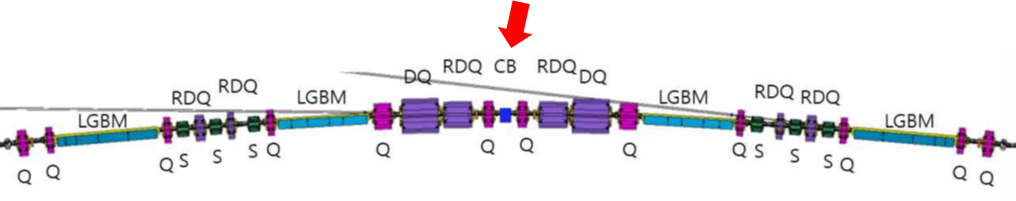 RDQ CB RDQ
DQ DQ
RDQ RDQ
RDQ LGBM LGBM RDQ
LGBM LGBM
Q Q Q Q
Q S S S Q Q S S S Q
Q Q Q Q